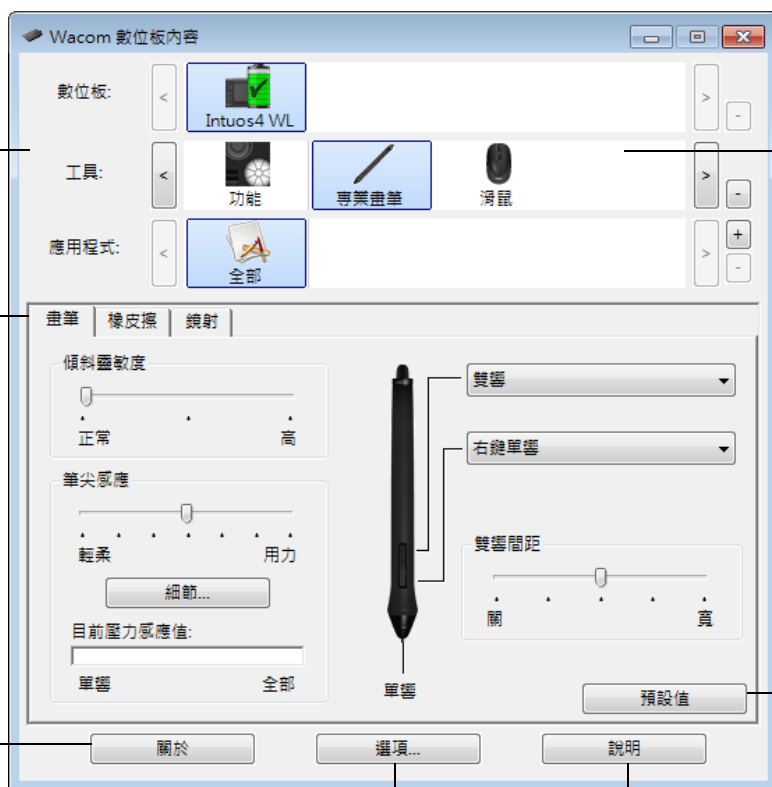 Wacom 數位板內容
數位板:
<
>
-
Intuos4 WL
工具:
<
>
-
功能
專業畫筆
滑鼠
應用程式:
<
>
+
-
全部
畫筆
橡皮擦
鏡射
傾斜靈敏度
正常
高
筆尖感應
輕柔
用力
細節...
目前壓力感應值:
單響
全部
單響
雙響
右鍵單響
雙響間距
關
寬
預設值
關於
選項...
說明